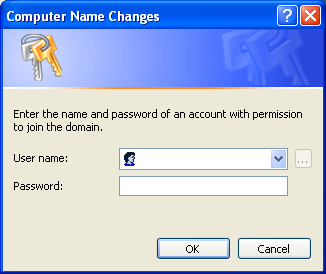 Computer Name Changes
Enter the name and password of an account with permission
to join the domain.
User name:
...
Password:
OK
Cancel